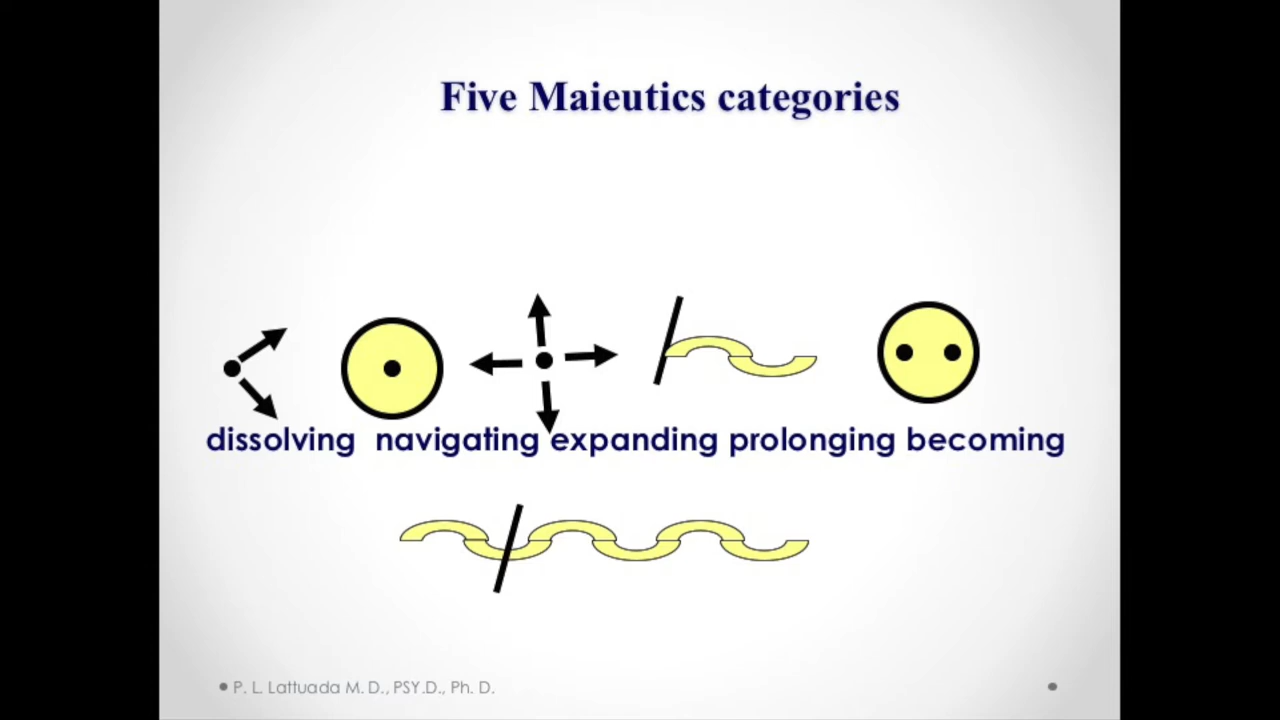 Five Maieutics categories
dissolving navigating expanding prolonging becoming
P. L. Lattuada M. D., PSY.D., Ph. D.